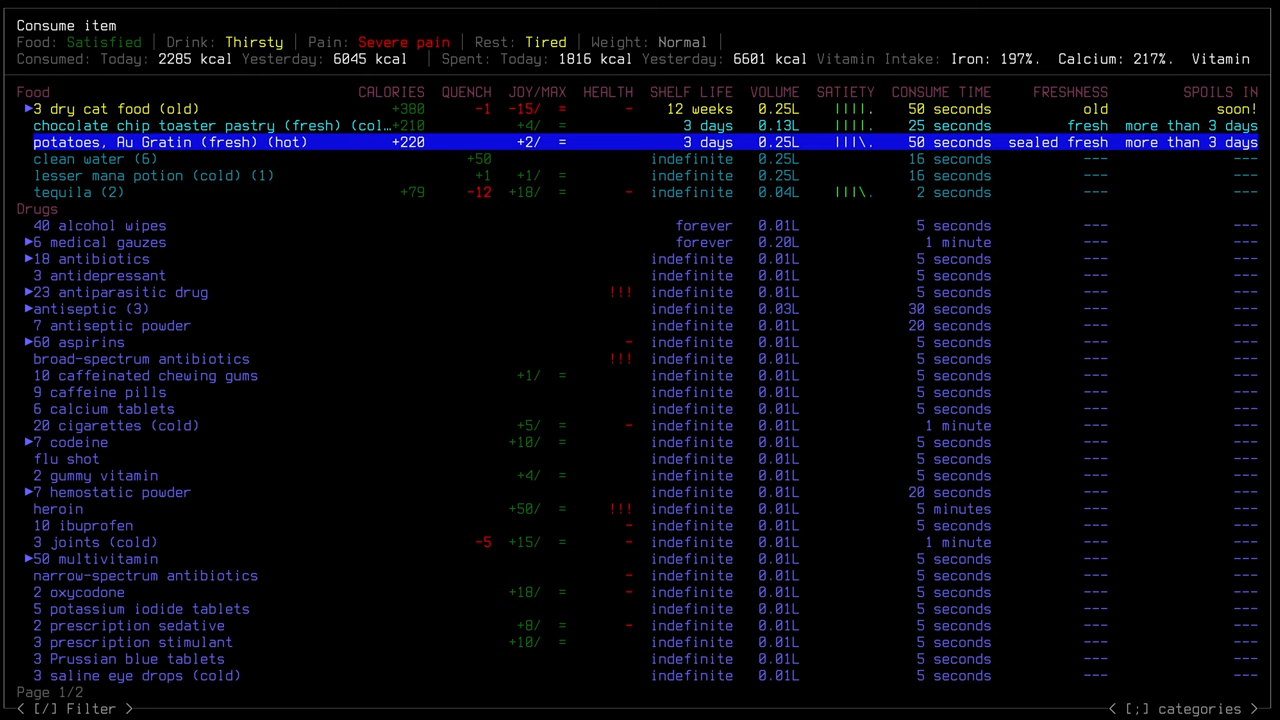 Consume item
Food: Satisfied | Drink: Thirsty | Pain: Severe pain | Rest: Tired | Weight: Normal |
Consumed: Today: 2285 kcal Yesterday: 6045 kcal | Spent: Today: 1816 kcal Yesterday: 6601 kcal Vitamin Intake: Iron: 197%. Calcium: 217%. Vitamin
Food CALORIES QUENCH JOY/MAX HEALTH SHELF LIFE VOLUME SATIETY CONSUME TIME FRESHNESS SPOILS IN
▶3 dry cat food (old) +380 -1 -15/ = - 12 weeks 0.25L ||||. 50 seconds old soon!
chocolate chip toaster pastry (fresh) (col…+210 +4/ = 3 days 0.13L ||||. 25 seconds fresh more than 3 days
potatoes, Au Gratin (fresh) (hot) +220 +2/ = 3 days 0.25L |||\. 50 seconds sealed fresh more than 3 days
clean water (6) +50 indefinite 0.25L 16 seconds --- ---
lesser mana potion (cold) (1) +1 +1/ = indefinite 0.25L 16 seconds --- ---
tequila (2) +79 -12 +18/ = - indefinite 0.04L |||\. 2 seconds --- ---
Drugs
40 alcohol wipes forever 0.01L 5 seconds --- ---
▶6 medical gauzes forever 0.20L 1 minute --- ---
▶18 antibiotics indefinite 0.01L 5 seconds --- ---
3 antidepressant indefinite 0.01L 5 seconds --- ---
▶23 antiparasitic drug !!! indefinite 0.01L 5 seconds --- ---
▶antiseptic (3) indefinite 0.03L 30 seconds --- ---
7 antiseptic powder indefinite 0.01L 20 seconds --- ---
▶60 aspirins - indefinite 0.01L 5 seconds --- ---
broad-spectrum antibiotics !!! indefinite 0.01L 5 seconds --- ---
10 caffeinated chewing gums +1/ = indefinite 0.01L 5 seconds --- ---
9 caffeine pills indefinite 0.01L 5 seconds --- ---
6 calcium tablets indefinite 0.01L 5 seconds --- ---
20 cigarettes (cold) +5/ = - indefinite 0.01L 1 minute --- ---
▶7 codeine +10/ = indefinite 0.01L 5 seconds --- ---
flu shot indefinite 0.01L 5 seconds --- ---
2 gummy vitamin +4/ = indefinite 0.01L 5 seconds --- ---
▶7 hemostatic powder indefinite 0.01L 20 seconds --- ---
heroin +50/ = !!! indefinite 0.01L 5 minutes --- ---
10 ibuprofen - indefinite 0.01L 5 seconds --- ---
3 joints (cold) -5 +15/ = - indefinite 0.01L 1 minute --- ---
▶50 multivitamin indefinite 0.01L 5 seconds --- ---
narrow-spectrum antibiotics - indefinite 0.01L 5 seconds --- ---
2 oxycodone +18/ = - indefinite 0.01L 5 seconds --- ---
5 potassium iodide tablets indefinite 0.01L 5 seconds --- ---
2 prescription sedative +8/ = - indefinite 0.01L 5 seconds --- ---
3 prescription stimulant +10/ = indefinite 0.01L 5 seconds --- ---
3 Prussian blue tablets indefinite 0.01L 5 seconds --- ---
3 saline eye drops (cold) indefinite 0.01L 5 seconds --- ---
Page 1/2
< [/] Filter > < [;] categories >